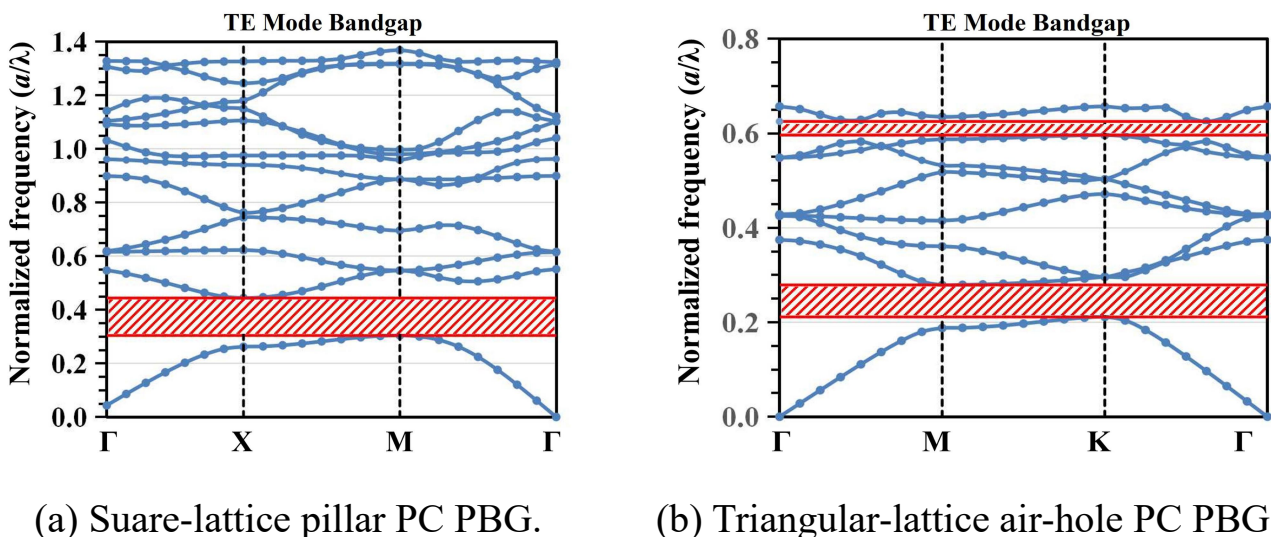 TE Mode Bandgap
Normalized frequency (a/λ)
1.4
1.2
1.0
0.8
0.6
0.4
0.2
0.0
Γ X M Γ
(a) Suare-lattice pillar PC PBG.
TE Mode Bandgap
Normalized frequency (a/λ)
0.8
0.6
0.4
0.2
0.0
Γ M K Γ
(b) Triangular-lattice air-hole PC PBG